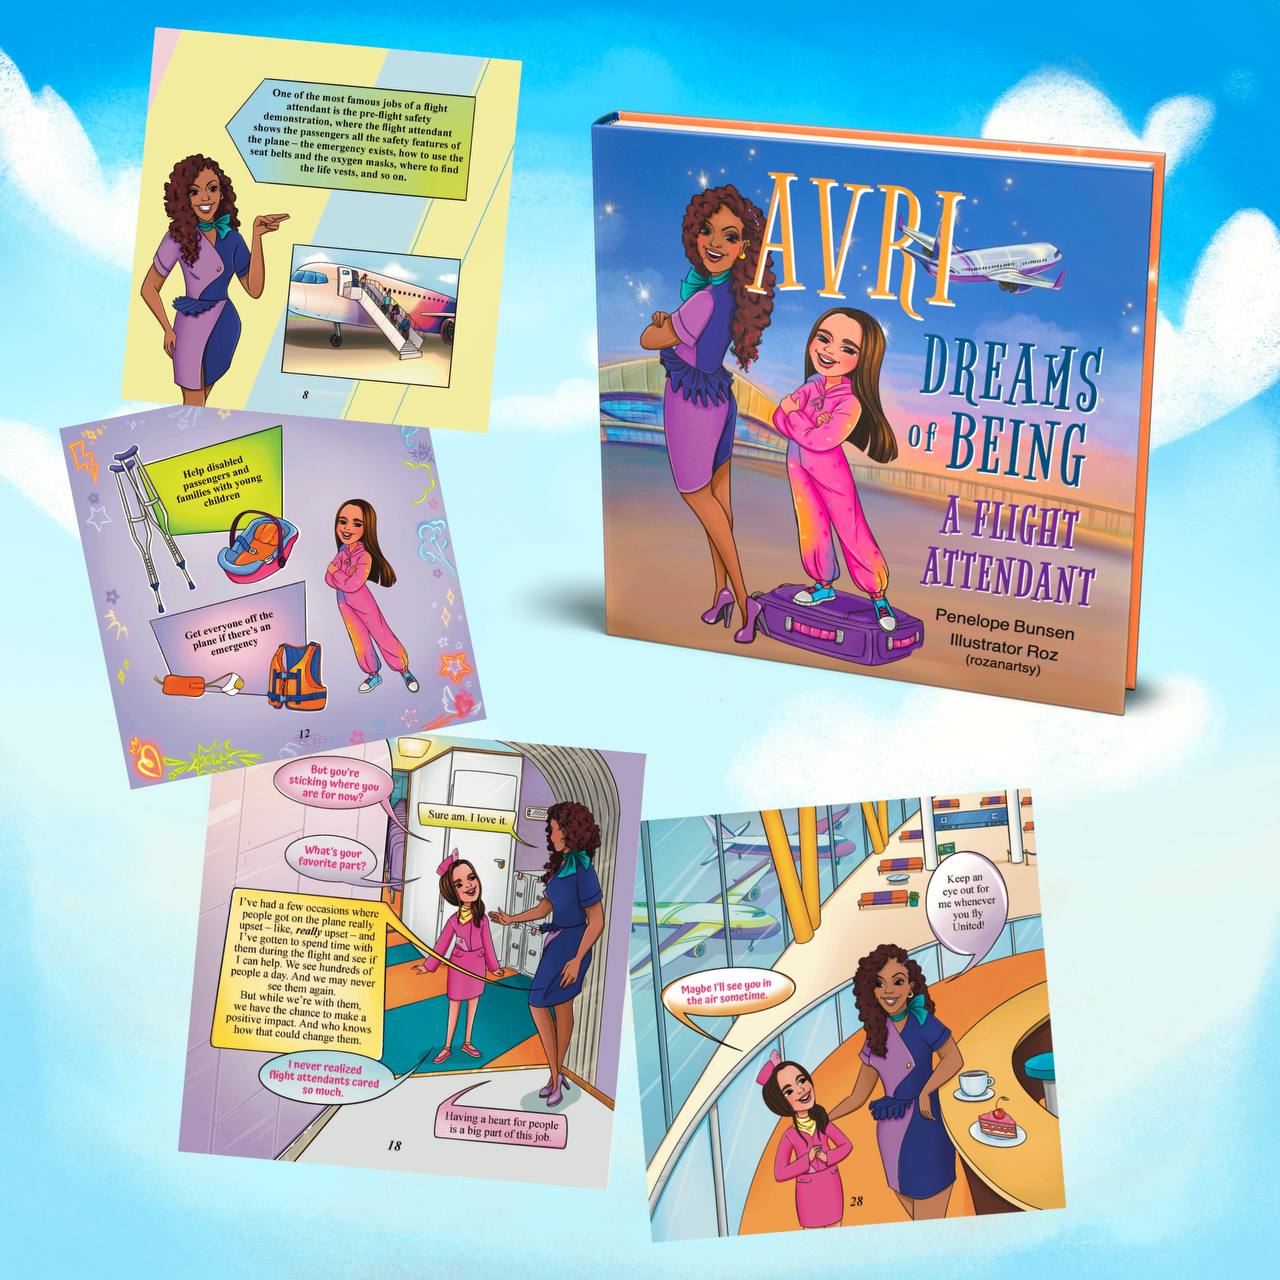 One of the most famous jobs of a flight
attendant is the pre-flight safety
demonstration, where the flight attendant
shows the passengers all the safety features of
the plane – the emergency exists, how to use the
seat belts and the oxygen masks, where to find
the life vests, and so on.
8
AVRI
DREAMS
of BEING
A FLIGHT
ATTENDANT
Penelope Bunsen
Illustrator Roz
(rozanartsy)
Help disabled
passengers and
families with young
children
Get everyone off the
plane if there's an
emergency
12
But you're
sticking where you
are for now?
Sure am. I love it.
What's your
favorite part?
I've had a few occasions where
people got on the plane really
upset – like, really upset – and
I've gotten to spend time with
them during the flight and see if
I can help. We see hundreds of
people a day. And we may never
see them again.
But while we're with them,
we have the chance to make a
positive impact. And who knows
how that could change them.
I never realized
flight attendants cared
so much.
Having a heart for people
is a big part of this job.
18
Keep an
eye out for
me whenever
you fly
United!
Maybe I'll see you in
the air sometime.
28